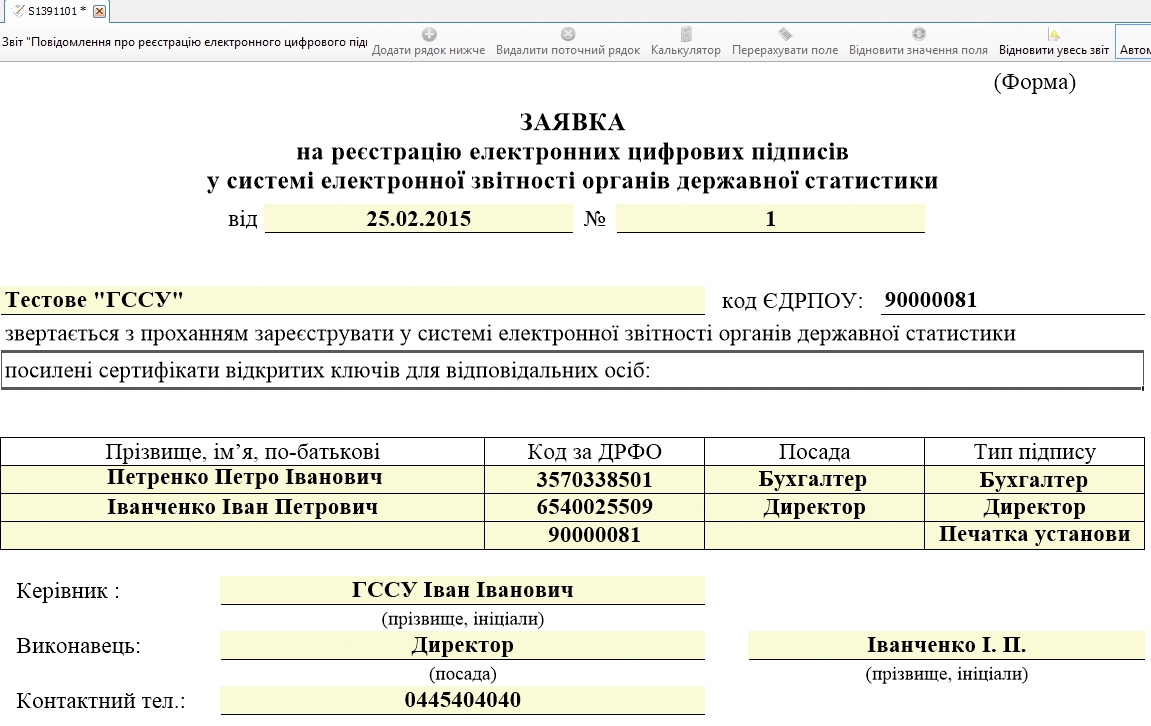 S1391101 *
Звіт "Повідомлення про реєстрацію електронного цифрового
Додати рядок нижче Видалити поточний рядок Калькулятор Перерахувати поле Відновити значення поля Відновити увесь звіт
(Форма)
ЗАЯВКА
на реєстрацію електронних цифрових підписів
у системі електронної звітності органів державної статистики
від 25.02.2015 № 1
Тестове "ГССУ" код ЄДРПОУ: 90000081
звертається з проханням зареєструвати у системі електронної звітності органів державної статистики
посилені сертифікати відкритих ключів для відповідальних осіб:
Прізвище, ім’я, по-батькові Код за ДРФО Посада Тип підпису
Петренко Петро Іванович 3570338501 Бухгалтер Бухгалтер
Іванченко Іван Петрович 6540025509 Директор Директор
90000081 Печатка установи
Керівник : ГССУ Іван Іванович
(прізвище, ініціали)
Виконавець: Директор Іванченко І. П.
(посада) (прізвище, ініціали)
Контактний тел.: 0445404040